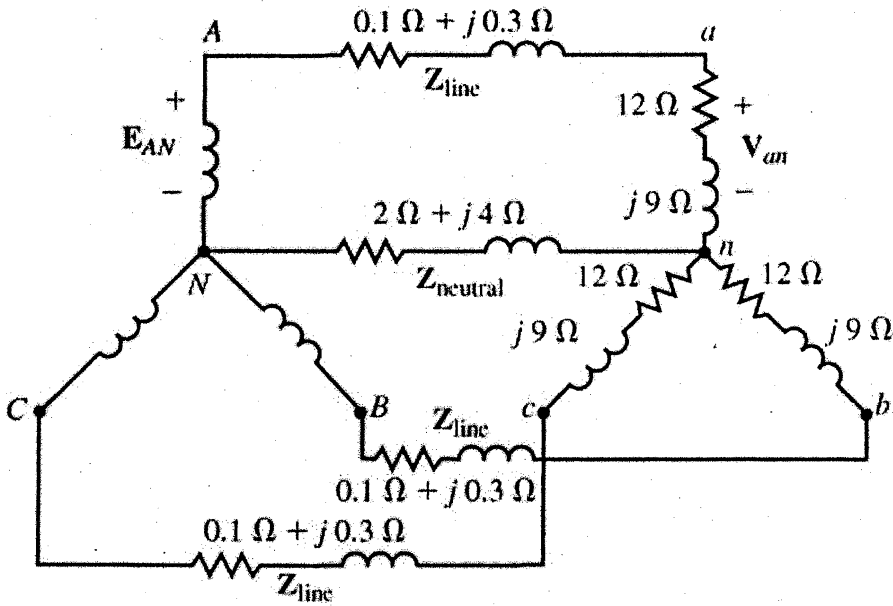 0.1 Ω + j 0.3 Ω
A
a
Z_line
12 Ω
+
+
E_AN
V_an
−
−
2 Ω + j 4 Ω
j 9 Ω
N
n
Z_neutral
12 Ω
12 Ω
j 9 Ω
j 9 Ω
C
B
Z_line
c
b
0.1 Ω + j 0.3 Ω
0.1 Ω + j 0.3 Ω
Z_line